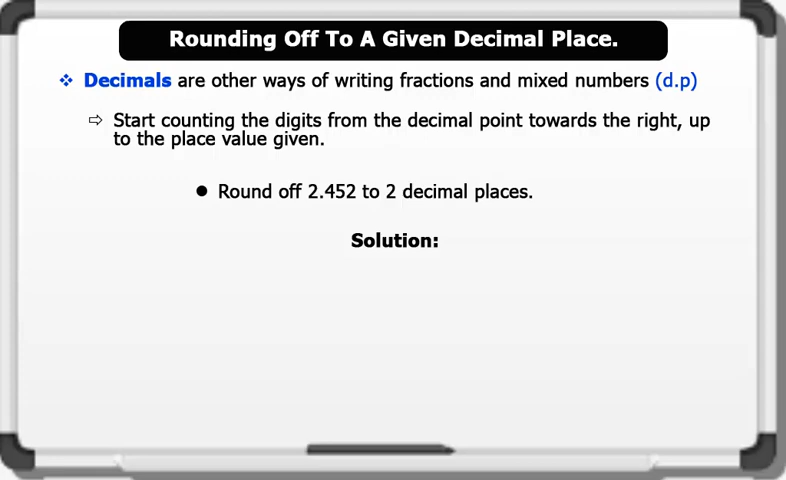 Rounding Off To A Given Decimal Place.
❖ Decimals are other ways of writing fractions and mixed numbers (d.p)
⇨ Start counting the digits from the decimal point towards the right, up
to the place value given.
● Round off 2.452 to 2 decimal places.
Solution: